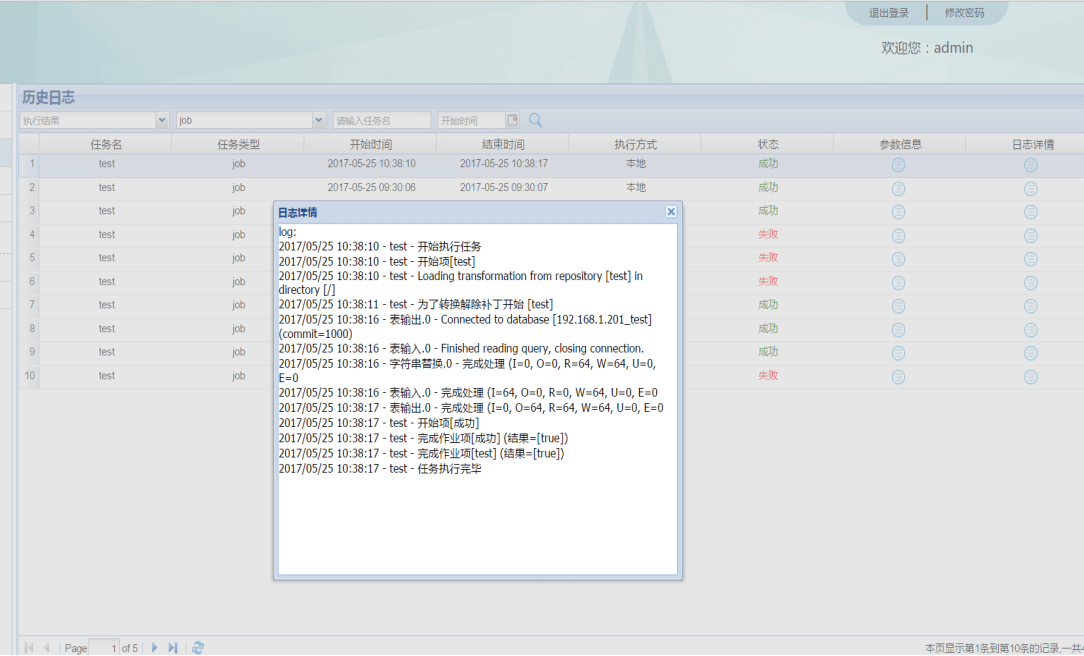 退出登录 | 修改密码
欢迎您：admin
历史日志
执行结果 job 请输入任务名 开始时间
任务名 任务类型 开始时间 结束时间 执行方式 状态 参数信息 日志详情
1 test job 2017-05-25 10:38:10 2017-05-25 10:38:17 本地 成功
2 test job 2017-05-25 09:30:06 2017-05-25 09:30:07 本地 成功
3 test job 成功
4 test job 失败
5 test job 失败
6 test job 失败
7 test job 成功
8 test job 成功
9 test job 成功
10 test job 失败
日志详情
log:
2017/05/25 10:38:10 - test - 开始执行任务
2017/05/25 10:38:10 - test - 开始项[test]
2017/05/25 10:38:10 - test - Loading transformation from repository [test] in
directory [/]
2017/05/25 10:38:11 - test - 为了转换解除补丁开始 [test]
2017/05/25 10:38:16 - 表输出.0 - Connected to database [192.168.1.201_test]
(commit=1000)
2017/05/25 10:38:16 - 表输入.0 - Finished reading query, closing connection.
2017/05/25 10:38:16 - 字符串替换.0 - 完成处理 (I=0, O=0, R=64, W=64, U=0,
E=0
2017/05/25 10:38:16 - 表输入.0 - 完成处理 (I=64, O=0, R=0, W=64, U=0, E=0
2017/05/25 10:38:17 - 表输出.0 - 完成处理 (I=0, O=64, R=64, W=64, U=0, E=0
2017/05/25 10:38:17 - test - 开始项[成功]
2017/05/25 10:38:17 - test - 完成作业项[成功] (结果=[true])
2017/05/25 10:38:17 - test - 完成作业项[test] (结果=[true])
2017/05/25 10:38:17 - test - 任务执行完毕
Page 1 of 5 本页显示第1条到第10条的记录,一共